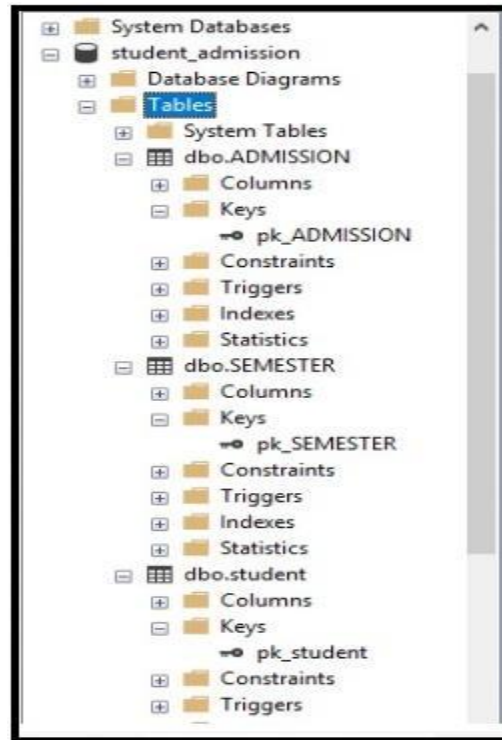 System Databases
student_admission
Database Diagrams
Tables
System Tables
dbo.ADMISSION
Columns
Keys
pk_ADMISSION
Constraints
Triggers
Indexes
Statistics
dbo.SEMESTER
Columns
Keys
pk_SEMESTER
Constraints
Triggers
Indexes
Statistics
dbo.student
Columns
Keys
pk_student
Constraints
Triggers